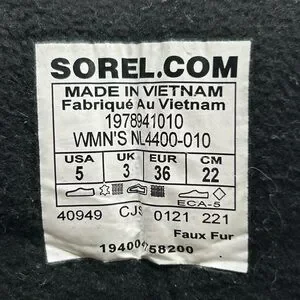 SOREL.COM
MADE IN VIETNAM
Fabriqué Au Vietnam
1978941010
WMN'S NL4400-010
USA UK EUR CM
5 3 36 22
ECA-5
40949 CJS 0121 221
Faux Fur